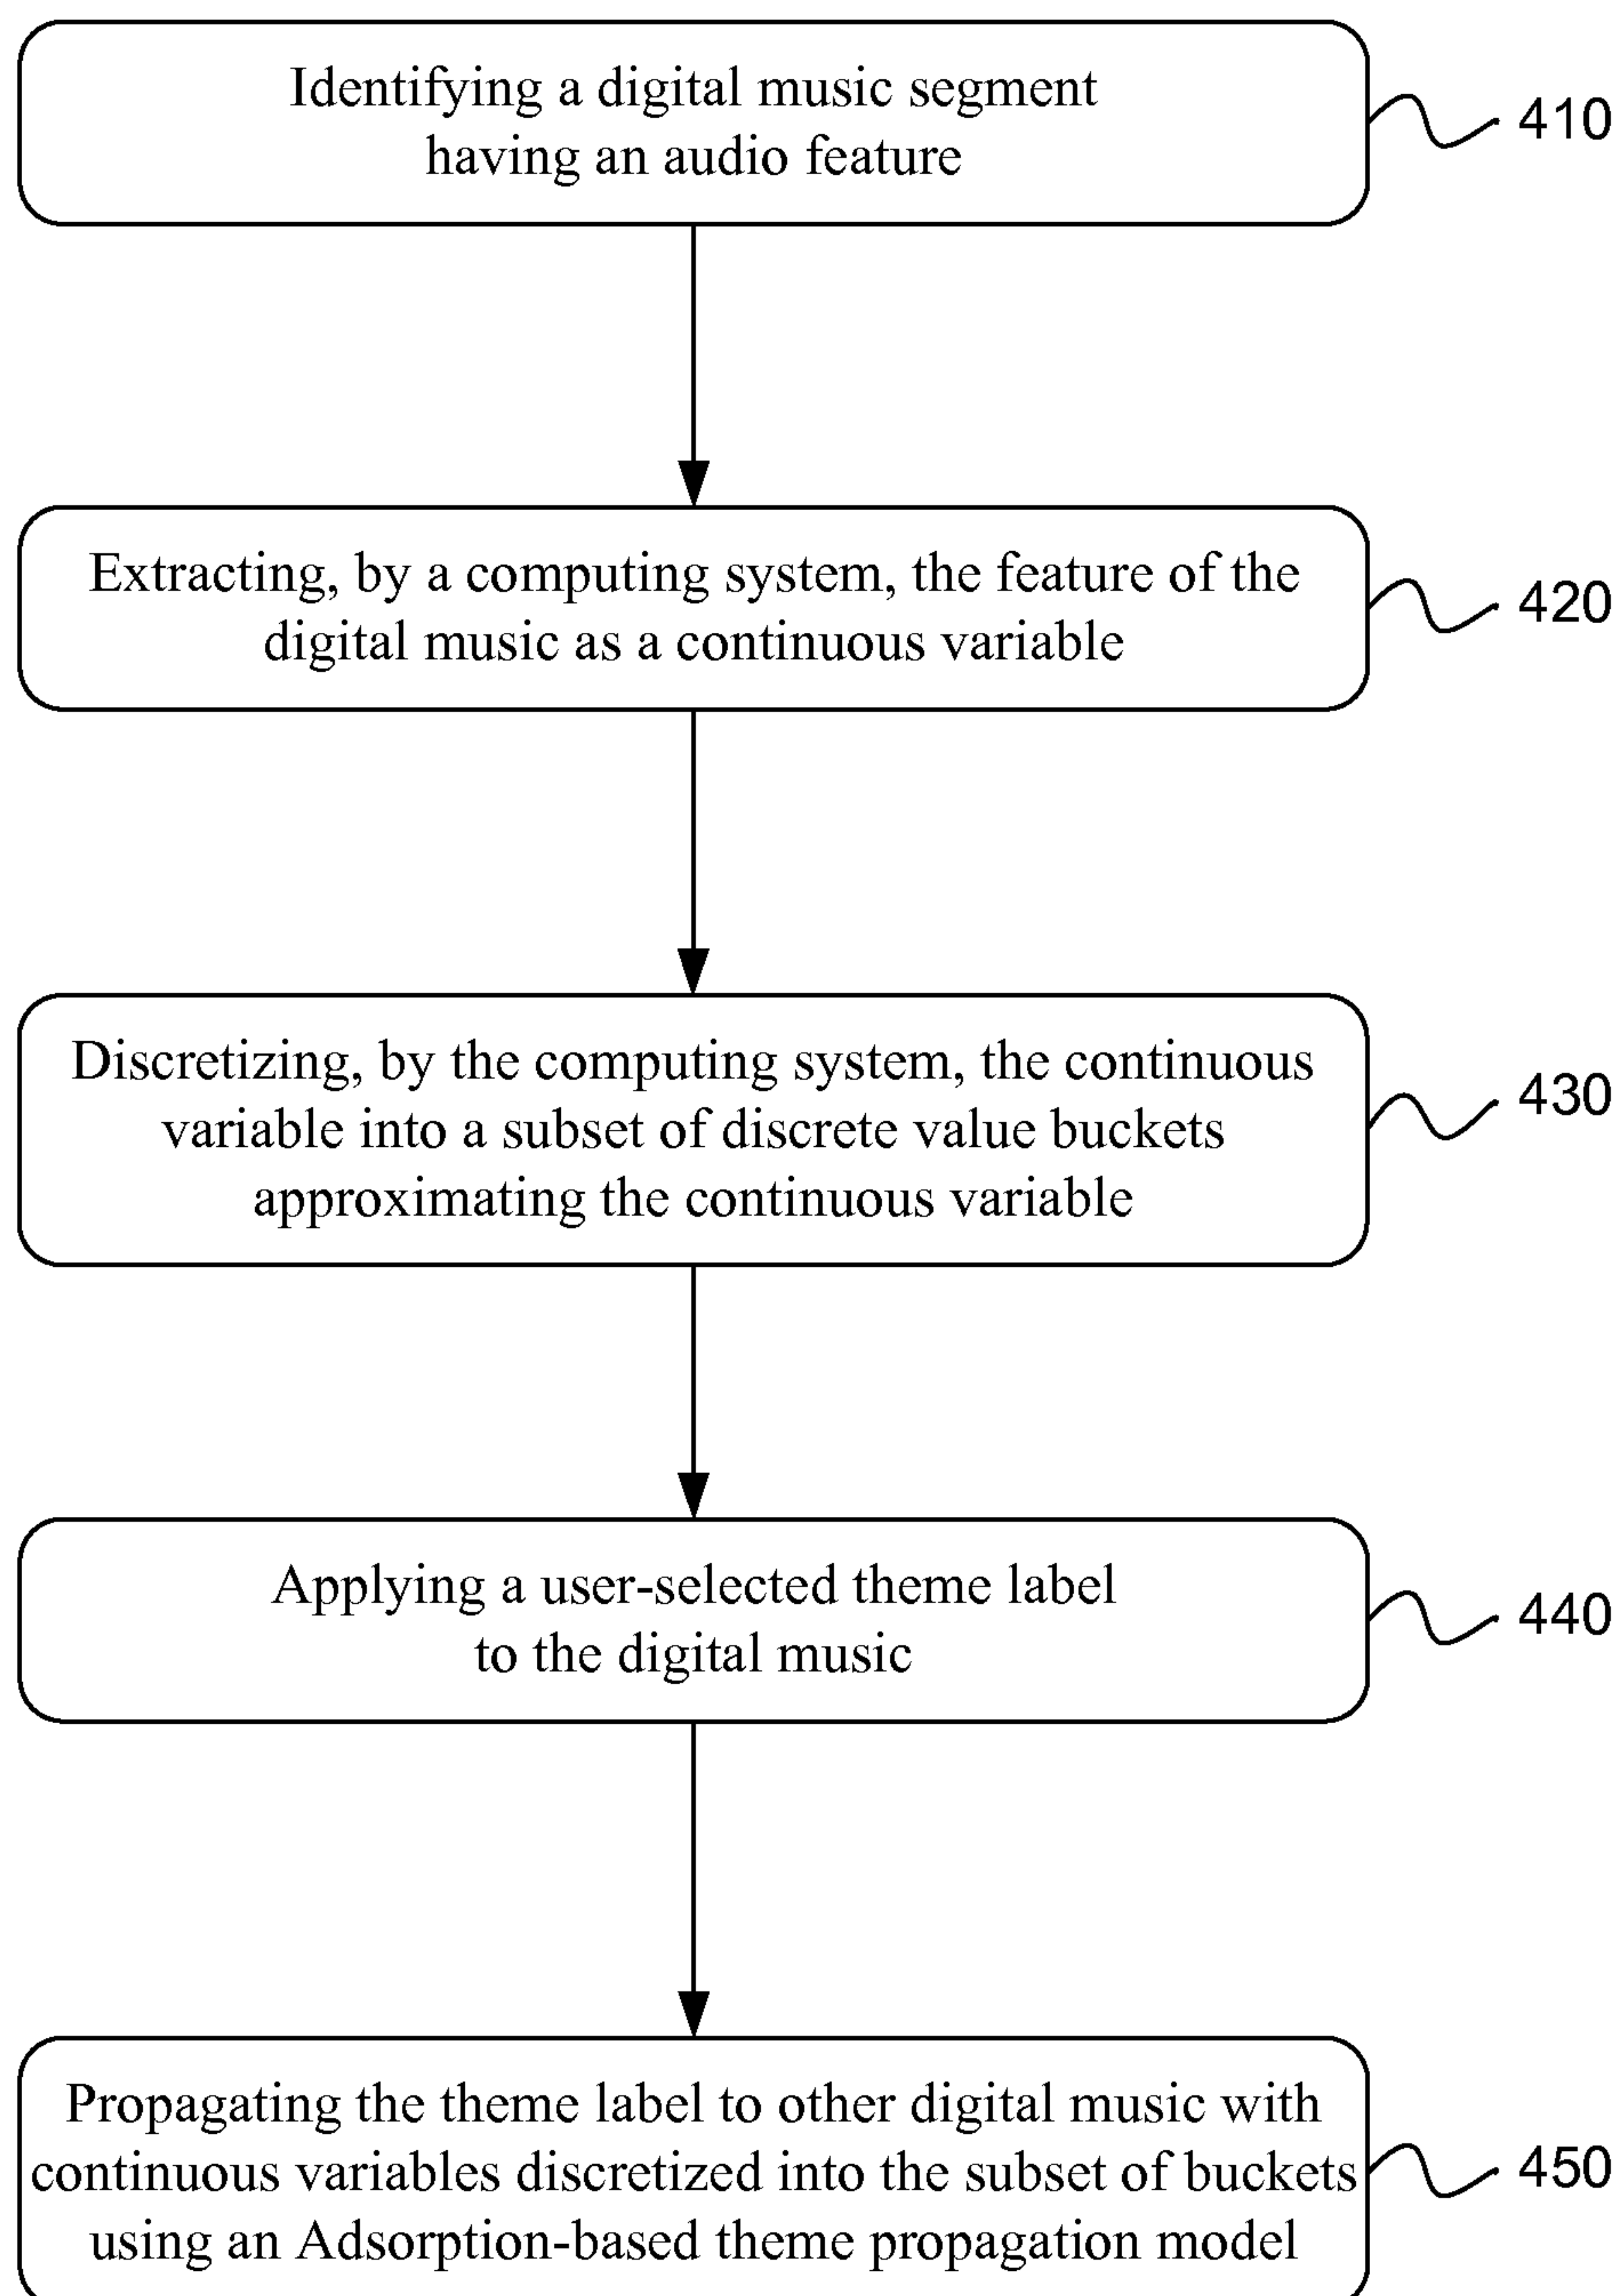 Identifying a digital music segment
having an audio feature
410
Extracting, by a computing system, the feature of the
digital music as a continuous variable
420
Discretizing, by the computing system, the continuous
variable into a subset of discrete value buckets
approximating the continuous variable
430
Applying a user-selected theme label
to the digital music
440
Propagating the theme label to other digital music with
continuous variables discretized into the subset of buckets
using an Adsorption-based theme propagation model
450